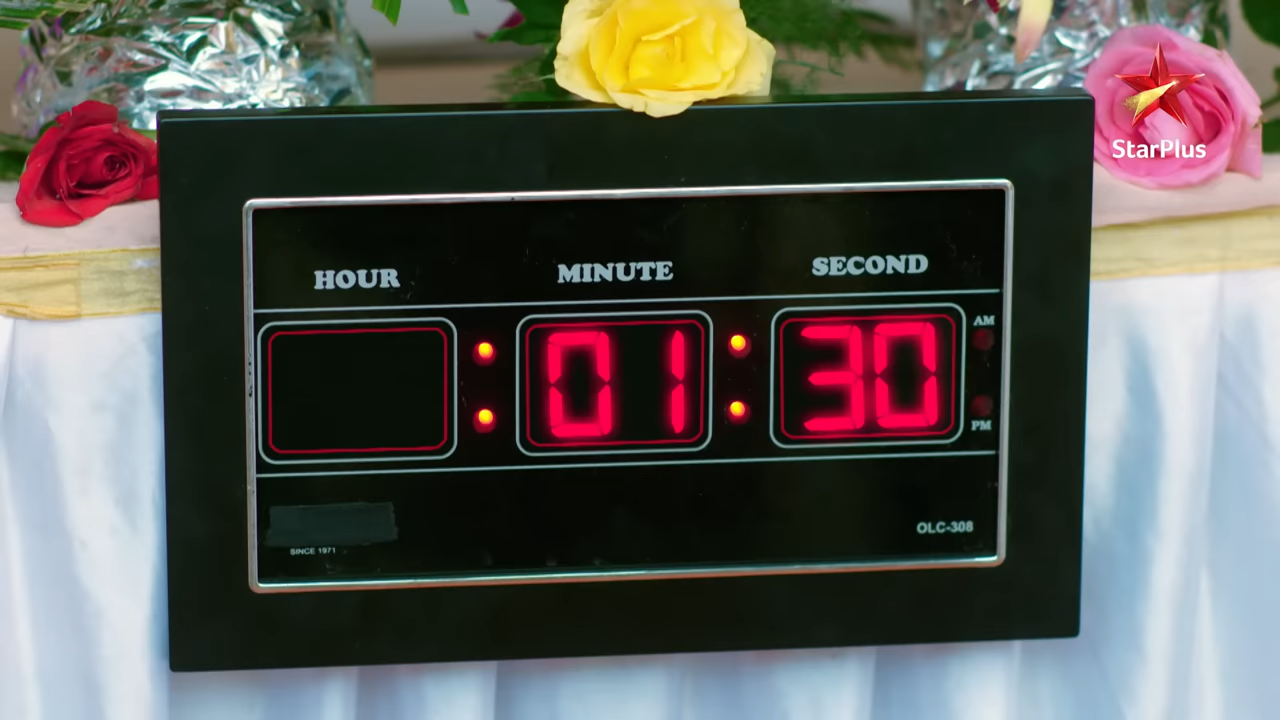 StarPlus
HOUR MINUTE SECOND
01 : 30
AM
PM
OLC-308
SINCE 1971